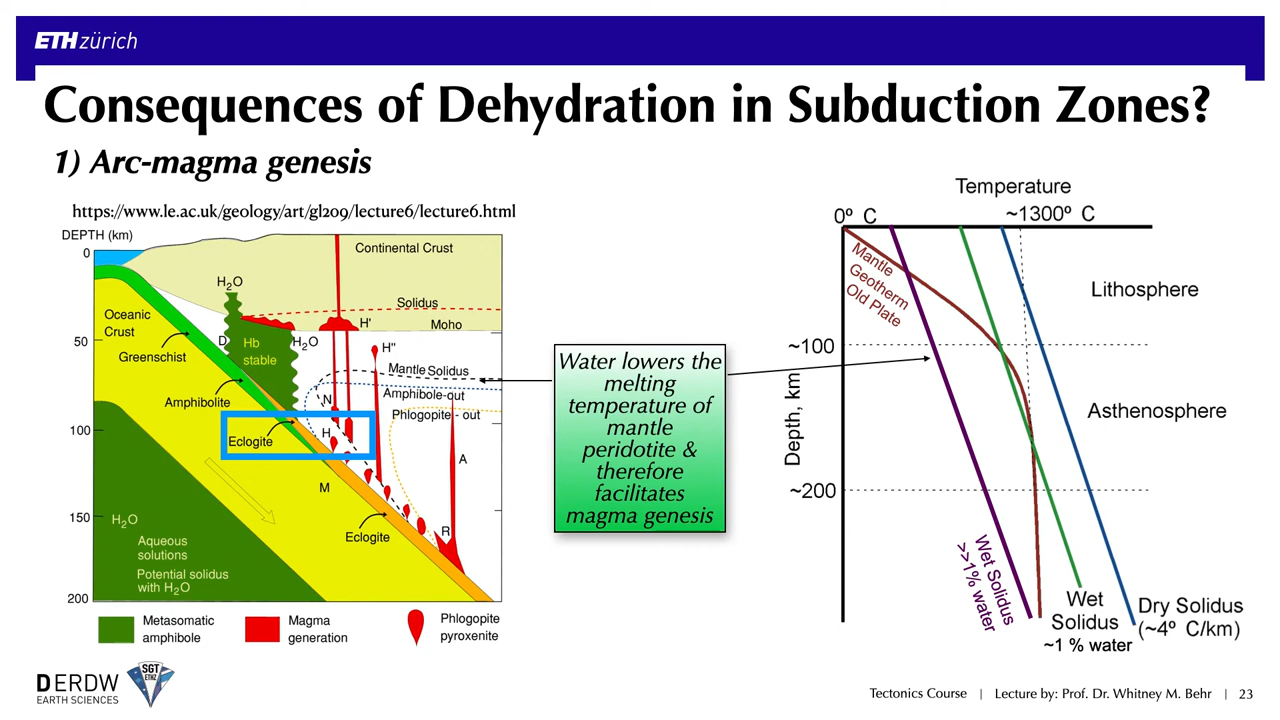 ETH zürich
Consequences of Dehydration in Subduction Zones?
1) Arc-magma genesis
https://www.le.ac.uk/geology/art/gl209/lecture6/lecture6.html
DEPTH (km)
0
50
100
150
200
Continental Crust
H2O
Solidus
Oceanic
Crust
H'
Moho
D
Hb
stable
H2O
H"
Greenschist
Mantle Solidus
Amphibole-out
Amphibolite
N
Phlogopite - out
Eclogite
H
A
M
H2O
Eclogite
R
Aqueous
solutions
Potential solidus
with H2O
Metasomatic
amphibole
Magma
generation
Phlogopite
pyroxenite
Water lowers the
melting
temperature of
mantle
peridotite &
therefore
facilitates
magma genesis
Temperature
0º C
~1300º C
Mantle
Geotherm
Old Plate
Lithosphere
~100
Depth, km
Asthenosphere
~200
Wet Solidus
>>1% water
Wet
Solidus
~1 % water
Dry Solidus
(~4º C/km)
DERDW
EARTH SCIENCES
SGT
ETHZ
Tectonics Course | Lecture by: Prof. Dr. Whitney M. Behr | 23